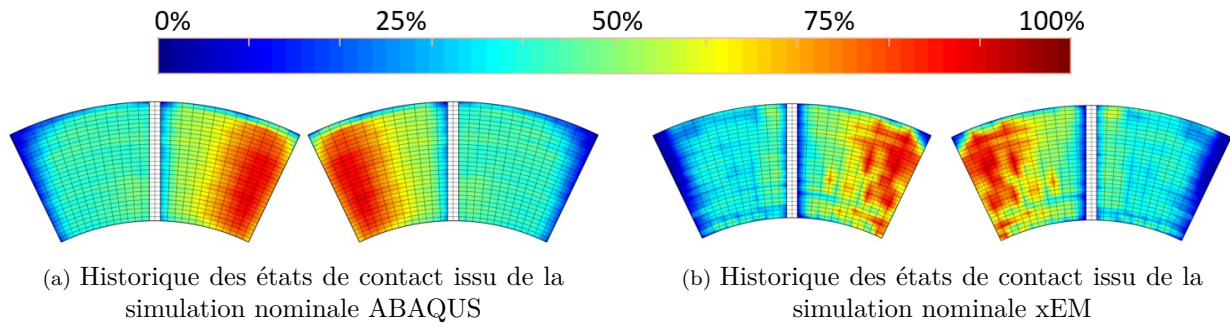 0% 25% 50% 75% 100%
(a) Historique des états de contact issu de la
simulation nominale ABAQUS
(b) Historique des états de contact issu de la
simulation nominale xEM